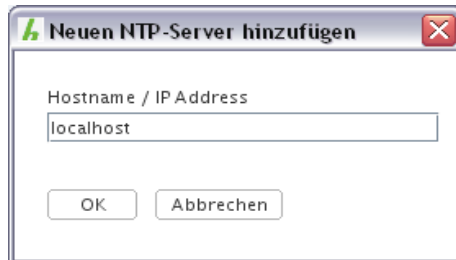 Neuen NTP-Server hinzufügen
Hostname / IP Address
localhost
OK Abbrechen